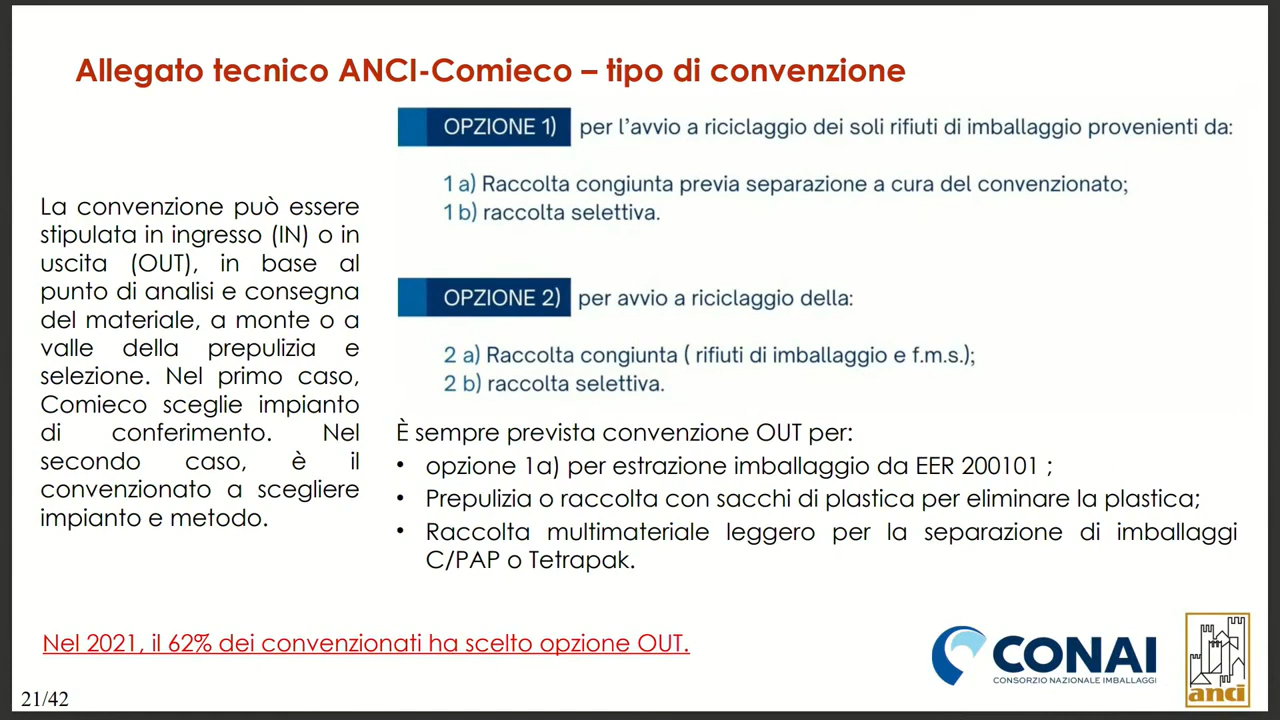 Allegato tecnico ANCI-Comieco – tipo di convenzione
La convenzione può essere
stipulata in ingresso (IN) o in
uscita (OUT), in base al
punto di analisi e consegna
del materiale, a monte o a
valle della prepulizia e
selezione. Nel primo caso,
Comieco sceglie impianto
di conferimento. Nel
secondo caso, è il
convenzionato a scegliere
impianto e metodo.
OPZIONE 1) per l’avvio a riciclaggio dei soli rifiuti di imballaggio provenienti da:
1 a) Raccolta congiunta previa separazione a cura del convenzionato;
1 b) raccolta selettiva.
OPZIONE 2) per avvio a riciclaggio della:
2 a) Raccolta congiunta ( rifiuti di imballaggio e f.m.s.);
2 b) raccolta selettiva.
È sempre prevista convenzione OUT per:
• opzione 1a) per estrazione imballaggio da EER 200101 ;
• Prepulizia o raccolta con sacchi di plastica per eliminare la plastica;
• Raccolta multimateriale leggero per la separazione di imballaggi
C/PAP o Tetrapak.
Nel 2021, il 62% dei convenzionati ha scelto opzione OUT.
CONAI
CONSORZIO NAZIONALE IMBALLAGGI
anci
21/42